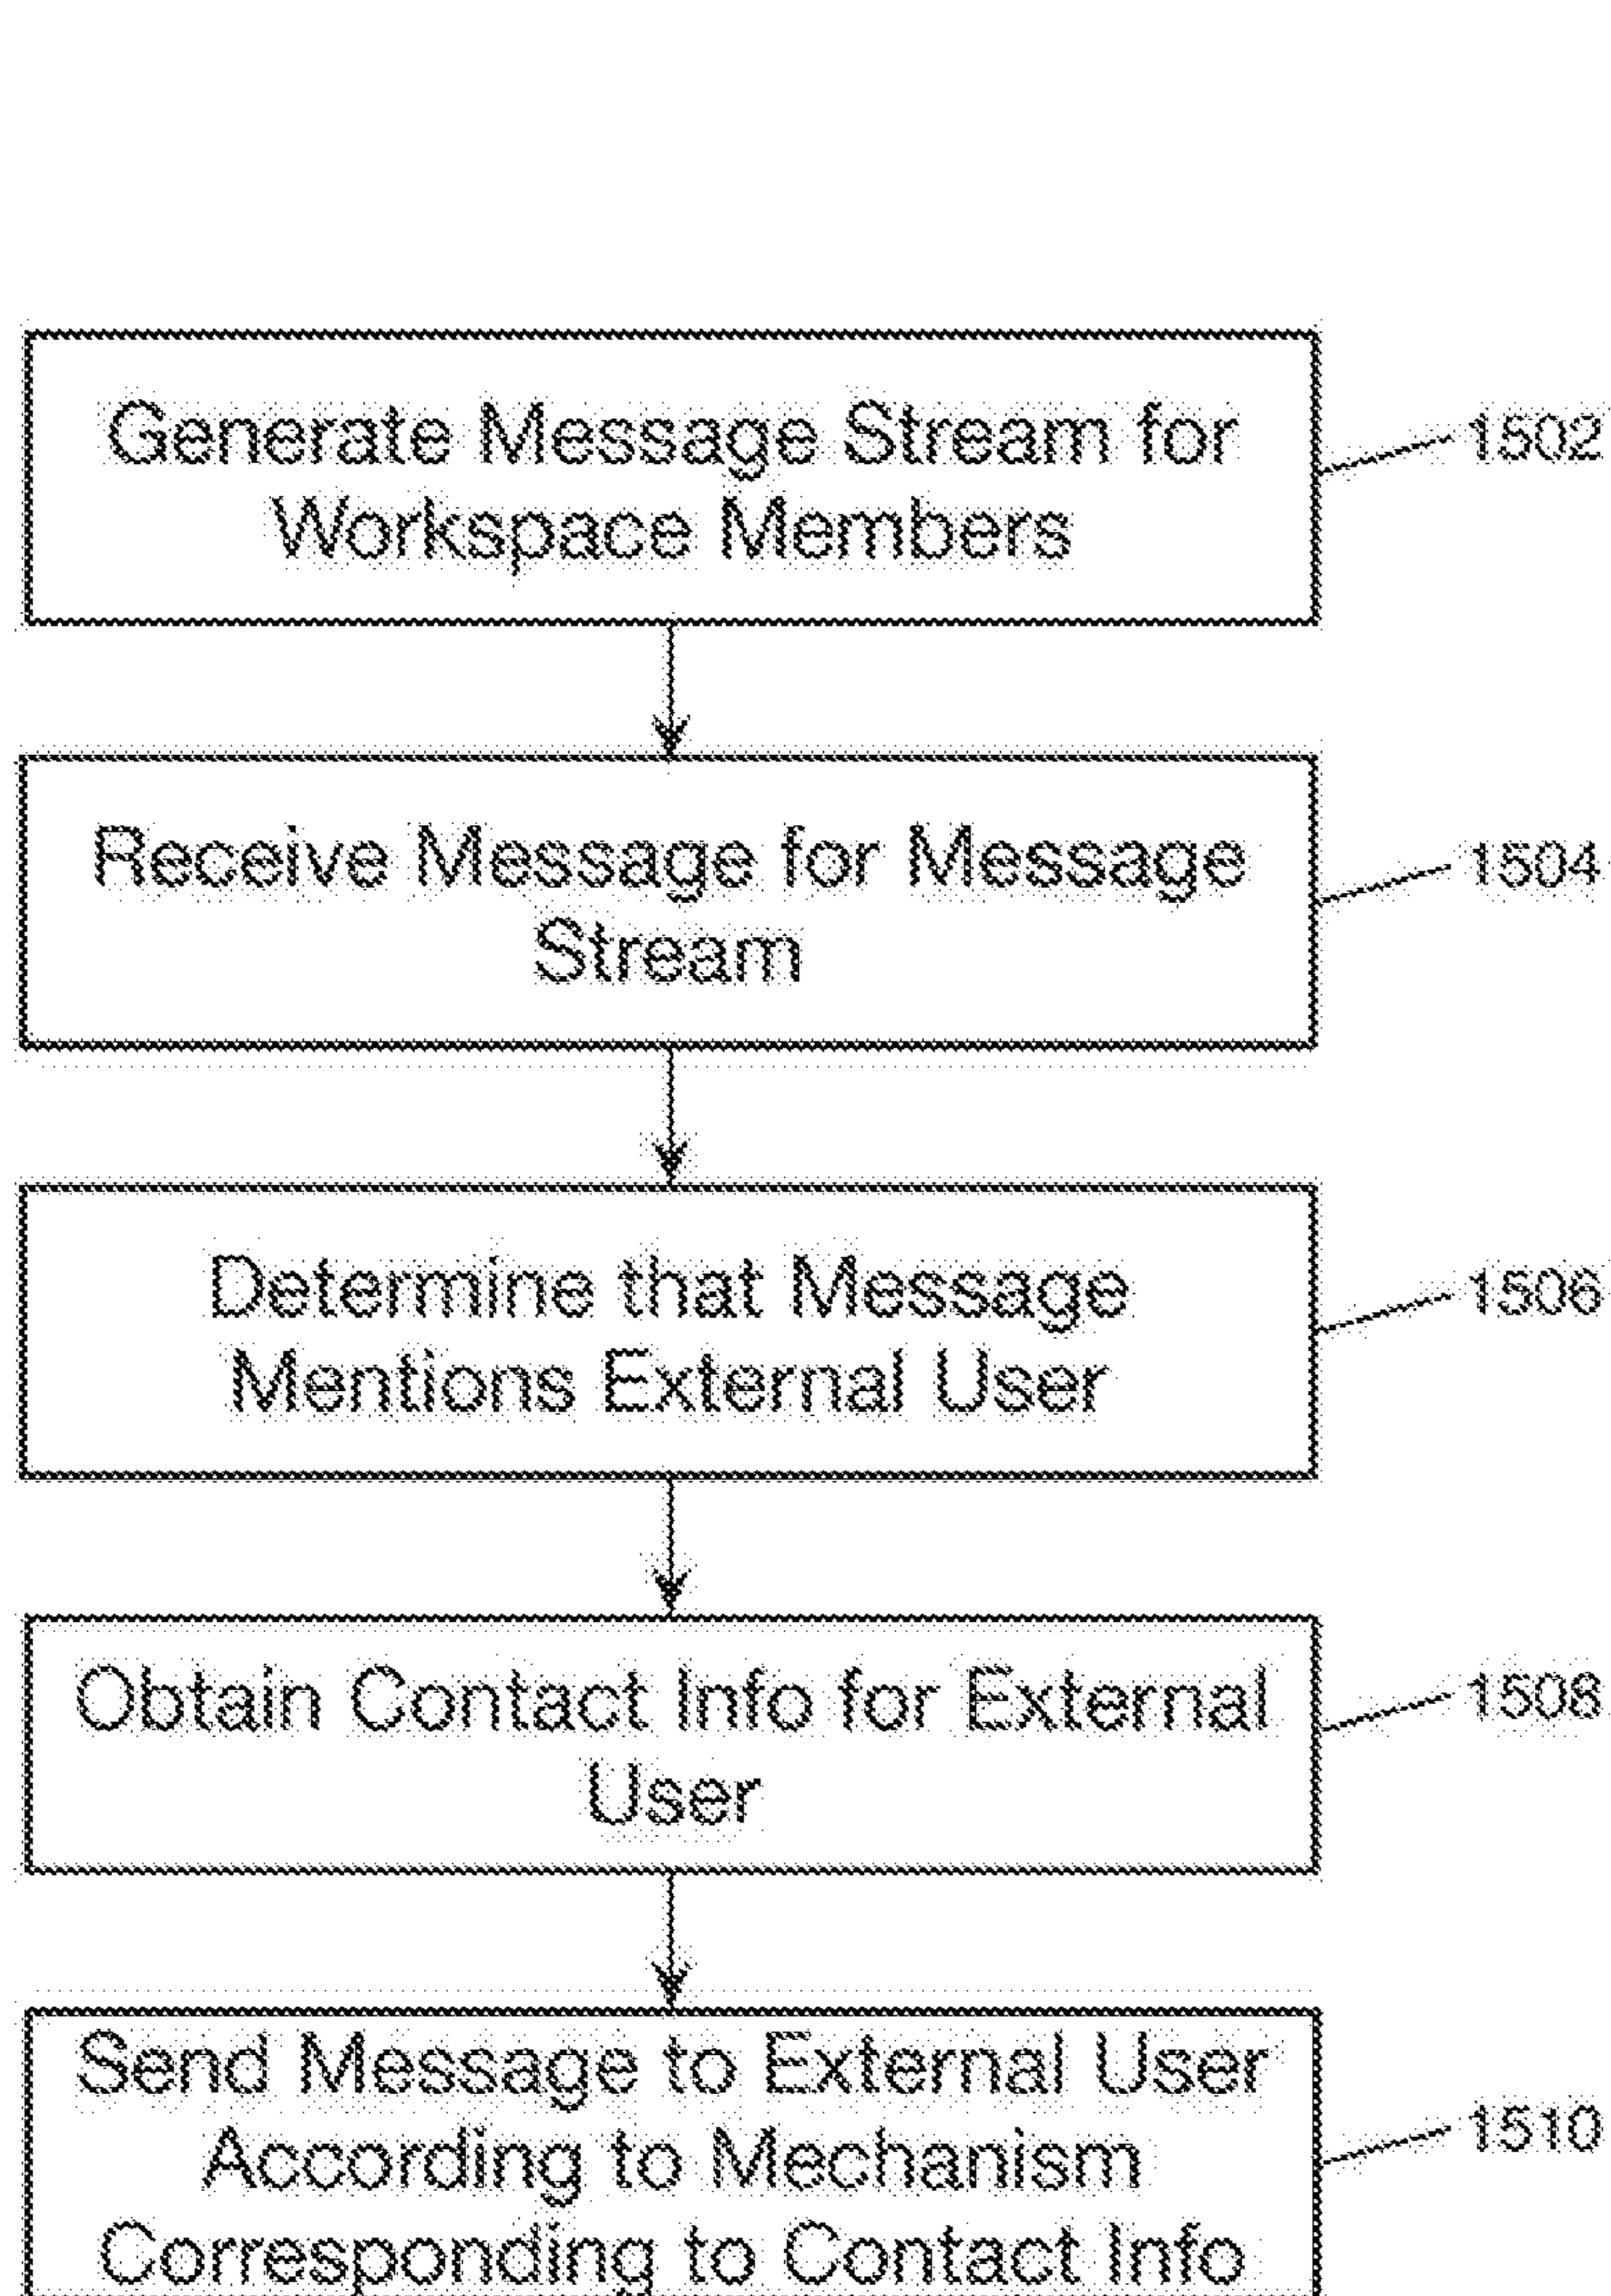 Generate Message Stream for
Workspace Members
1502
Receive Message for Message
Stream
1504
Determine that Message
Mentions External User
1506
Obtain Contact Info for External
User
1508
Send Message to External User
According to Mechanism
Corresponding to Contact Info
1510